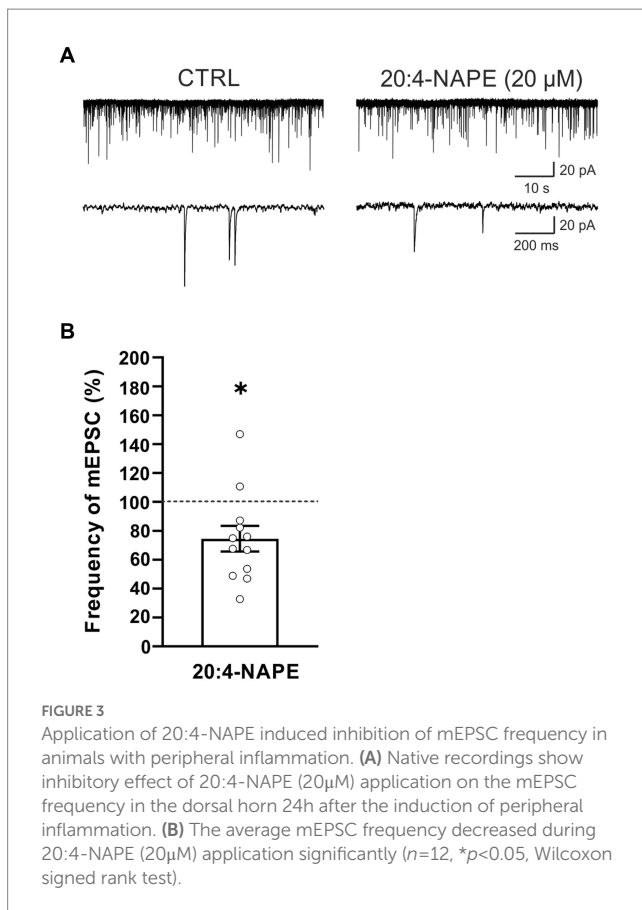 A
CTRL
20:4-NAPE (20 μM)
20 pA
10 s
20 pA
200 ms
B
Frequency of mEPSC (%)
200
180
160
140
120
100
80
60
40
20
0
*
20:4-NAPE
FIGURE 3
Application of 20:4-NAPE induced inhibition of mEPSC frequency in
animals with peripheral inflammation. (A) Native recordings show
inhibitory effect of 20:4-NAPE (20μM) application on the mEPSC
frequency in the dorsal horn 24h after the induction of peripheral
inflammation. (B) The average mEPSC frequency decreased during
20:4-NAPE (20μM) application significantly (n=12, *p<0.05, Wilcoxon
signed rank test).